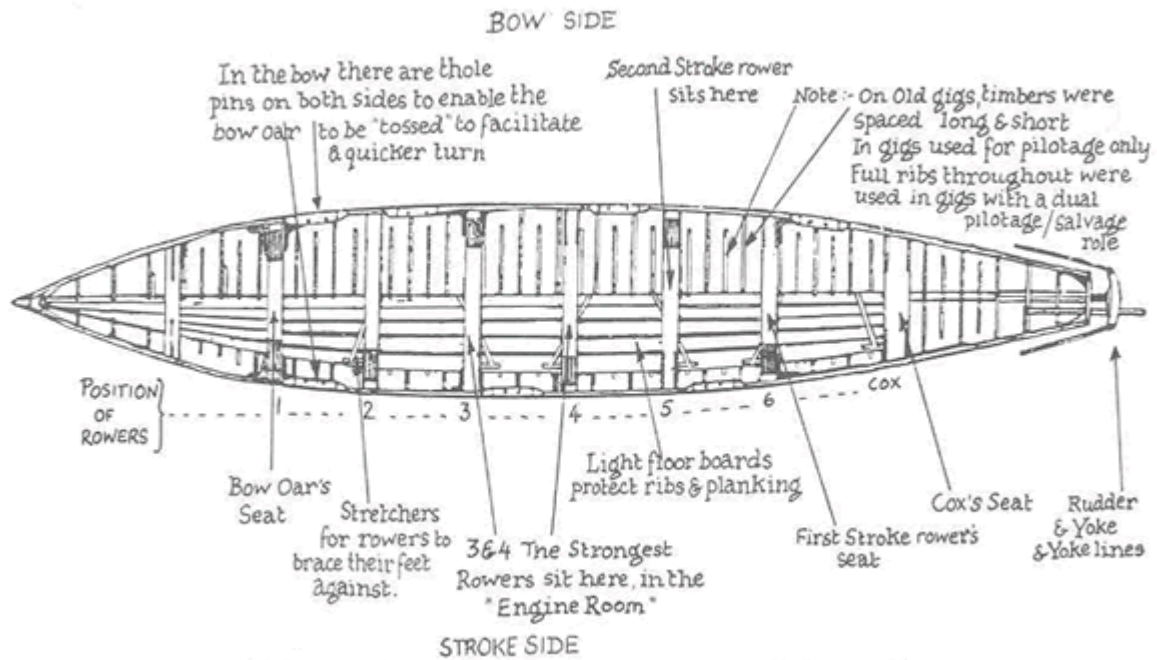 BOW SIDE
In the bow there are thole
pins on both sides to enable the
bow oar to be "tossed" to facilitate
a quicker turn
Second Stroke rower
sits here
Note:- On Old gigs, timbers were
spaced long & short
In gigs used for pilotage only
Full ribs throughout were
used in gigs with a dual
pilotage/salvage
role
POSITION
OF
ROWERS
1 2 3 4 5 6 COX
Bow Oar's
Seat
Stretchers
for rowers to
brace their feet
against.
3&4 The Strongest
Rowers sit here, in the
"Engine Room"
Light floor boards
protect ribs & planking
First Stroke rower's
seat
Cox's Seat
Rudder
& Yoke
& Yoke lines
STROKE SIDE